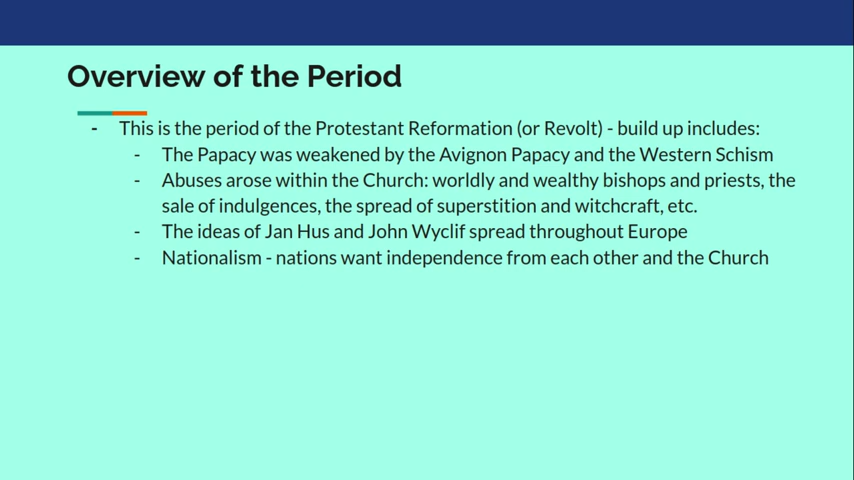 Overview of the Period
- This is the period of the Protestant Reformation (or Revolt) - build up includes:
- The Papacy was weakened by the Avignon Papacy and the Western Schism
- Abuses arose within the Church: worldly and wealthy bishops and priests, the
sale of indulgences, the spread of superstition and witchcraft, etc.
- The ideas of Jan Hus and John Wyclif spread throughout Europe
- Nationalism - nations want independence from each other and the Church